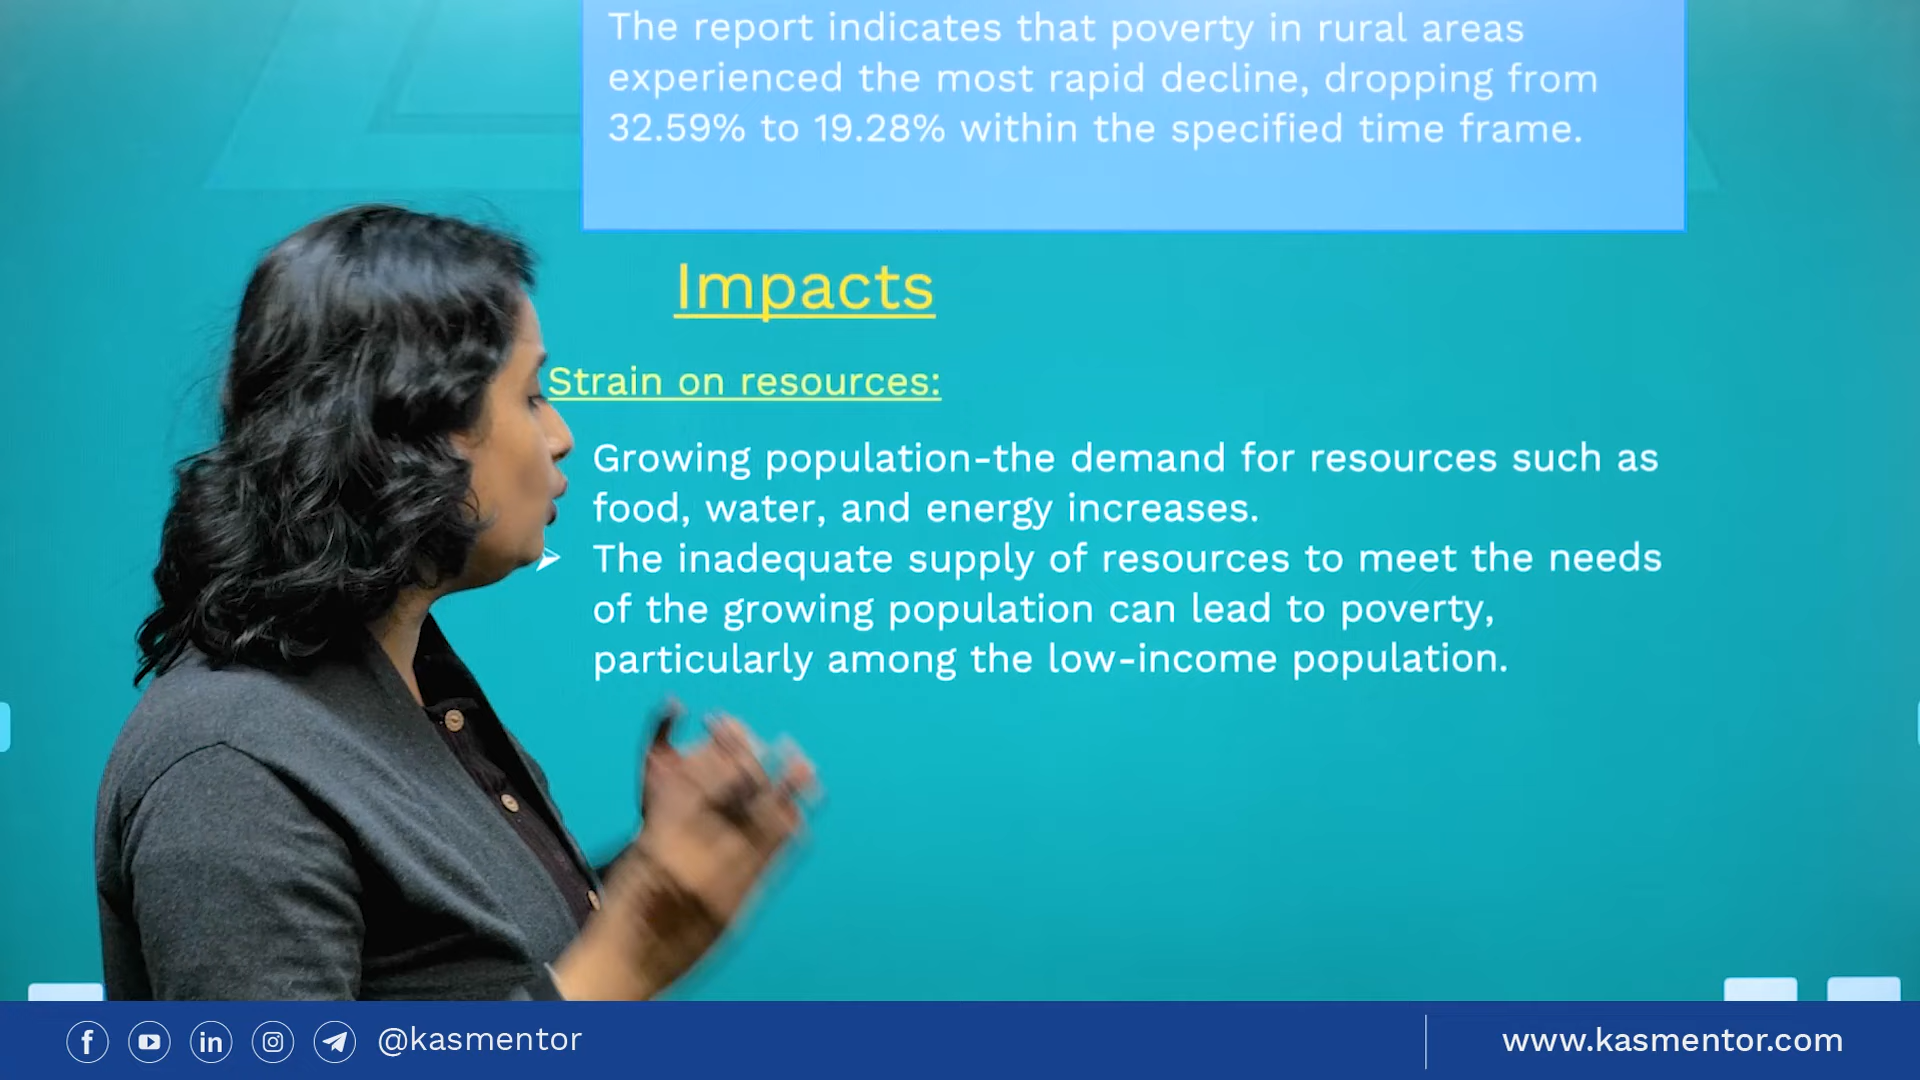 The report indicates that poverty in rural areas
experienced the most rapid decline, dropping from
32.59% to 19.28% within the specified time frame.
Impacts
Strain on resources:
Growing population-the demand for resources such as
food, water, and energy increases.
The inadequate supply of resources to meet the needs
of the growing population can lead to poverty,
particularly among the low-income population.
@kasmentor
www.kasmentor.com